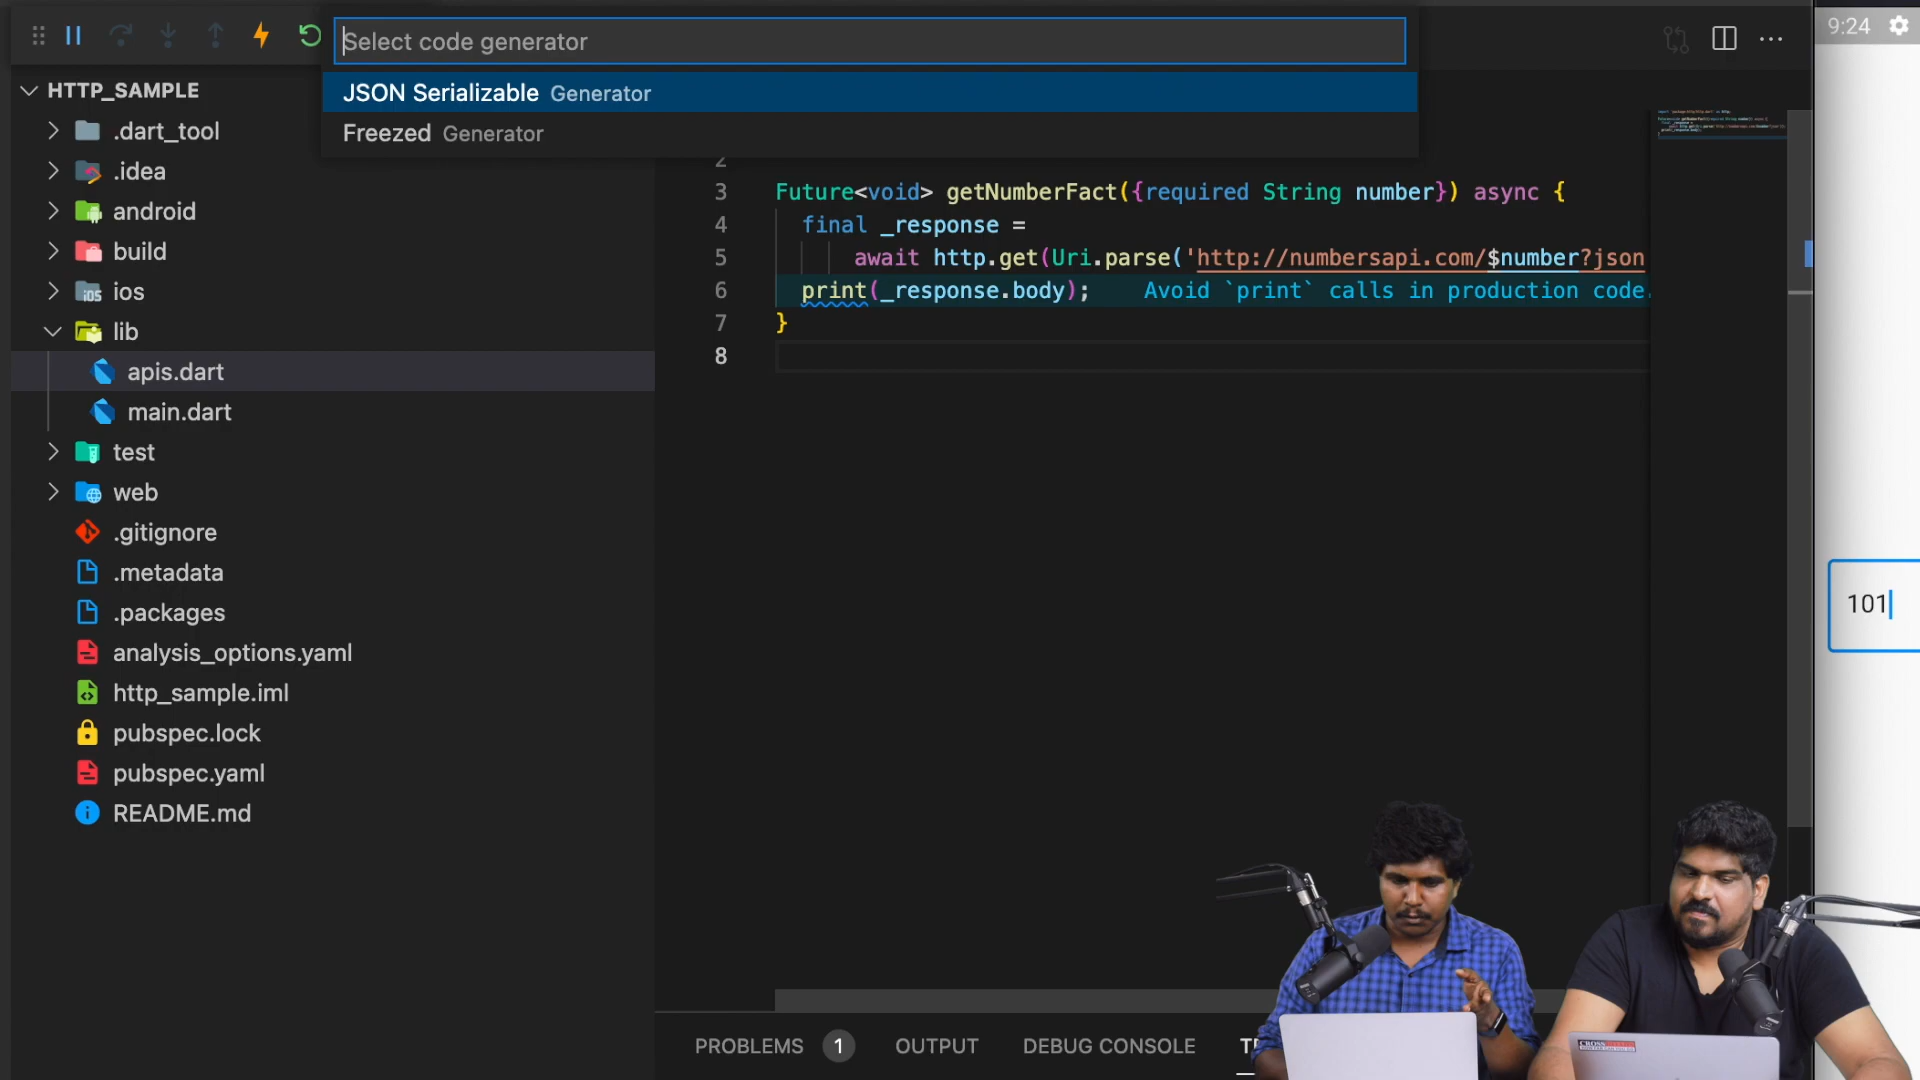 Select code generator
9:24
JSON Serializable Generator
Freezed Generator
HTTP_SAMPLE
.dart_tool
.idea
android
build
ios
lib
apis.dart
main.dart
test
web
.gitignore
.metadata
.packages
analysis_options.yaml
http_sample.iml
pubspec.lock
pubspec.yaml
README.md
2
3 Future<void> getNumberFact({required String number}) async {
4 final _response =
5 await http.get(Uri.parse('http://numbersapi.com/$number?json
6 print(_response.body); Avoid `print` calls in production code.
7 }
8
101
PROBLEMS 1 OUTPUT DEBUG CONSOLE